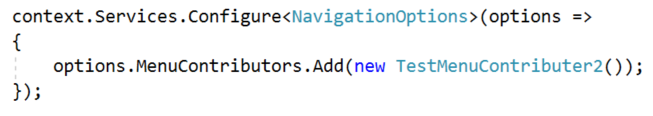 context.Services.Configure<NavigationOptions>(options =>
{
    options.MenuContributors.Add(new TestMenuContributer2());
});